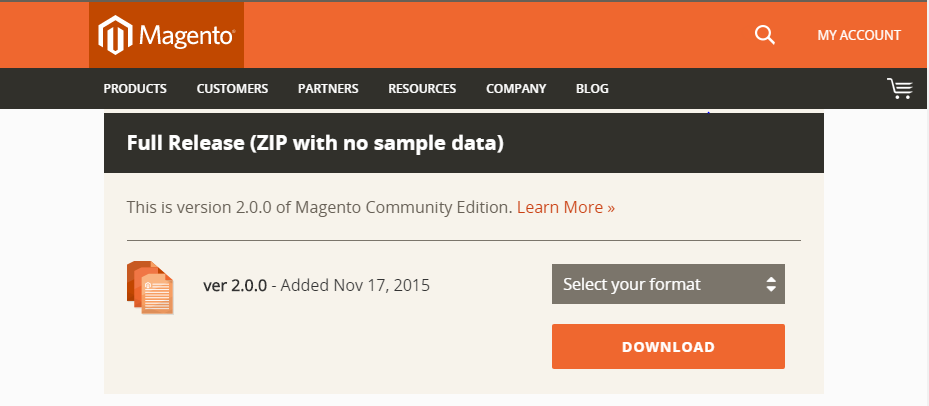 Magento
MY ACCOUNT
PRODUCTS CUSTOMERS PARTNERS RESOURCES COMPANY BLOG
Full Release (ZIP with no sample data)
This is version 2.0.0 of Magento Community Edition. Learn More »
ver 2.0.0 - Added Nov 17, 2015
Select your format
DOWNLOAD